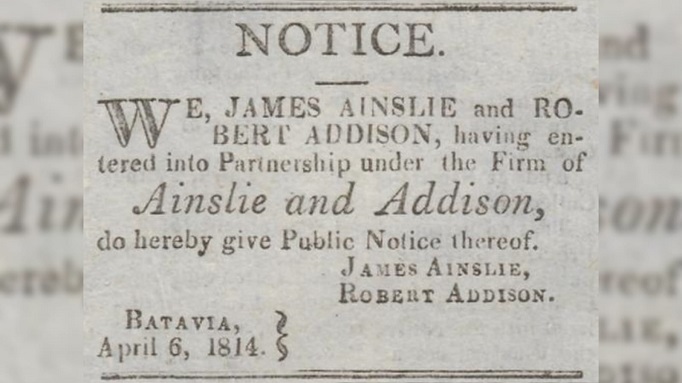 NOTICE.
WE, JAMES AINSLIE and RO-
BERT ADDISON, having en-
tered into Partnership under the Firm of
Ainslie and Addison,
do hereby give Public Notice thereof.
JAMES AINSLIE,
ROBERT ADDISON.
BATAVIA,
April 6, 1814.